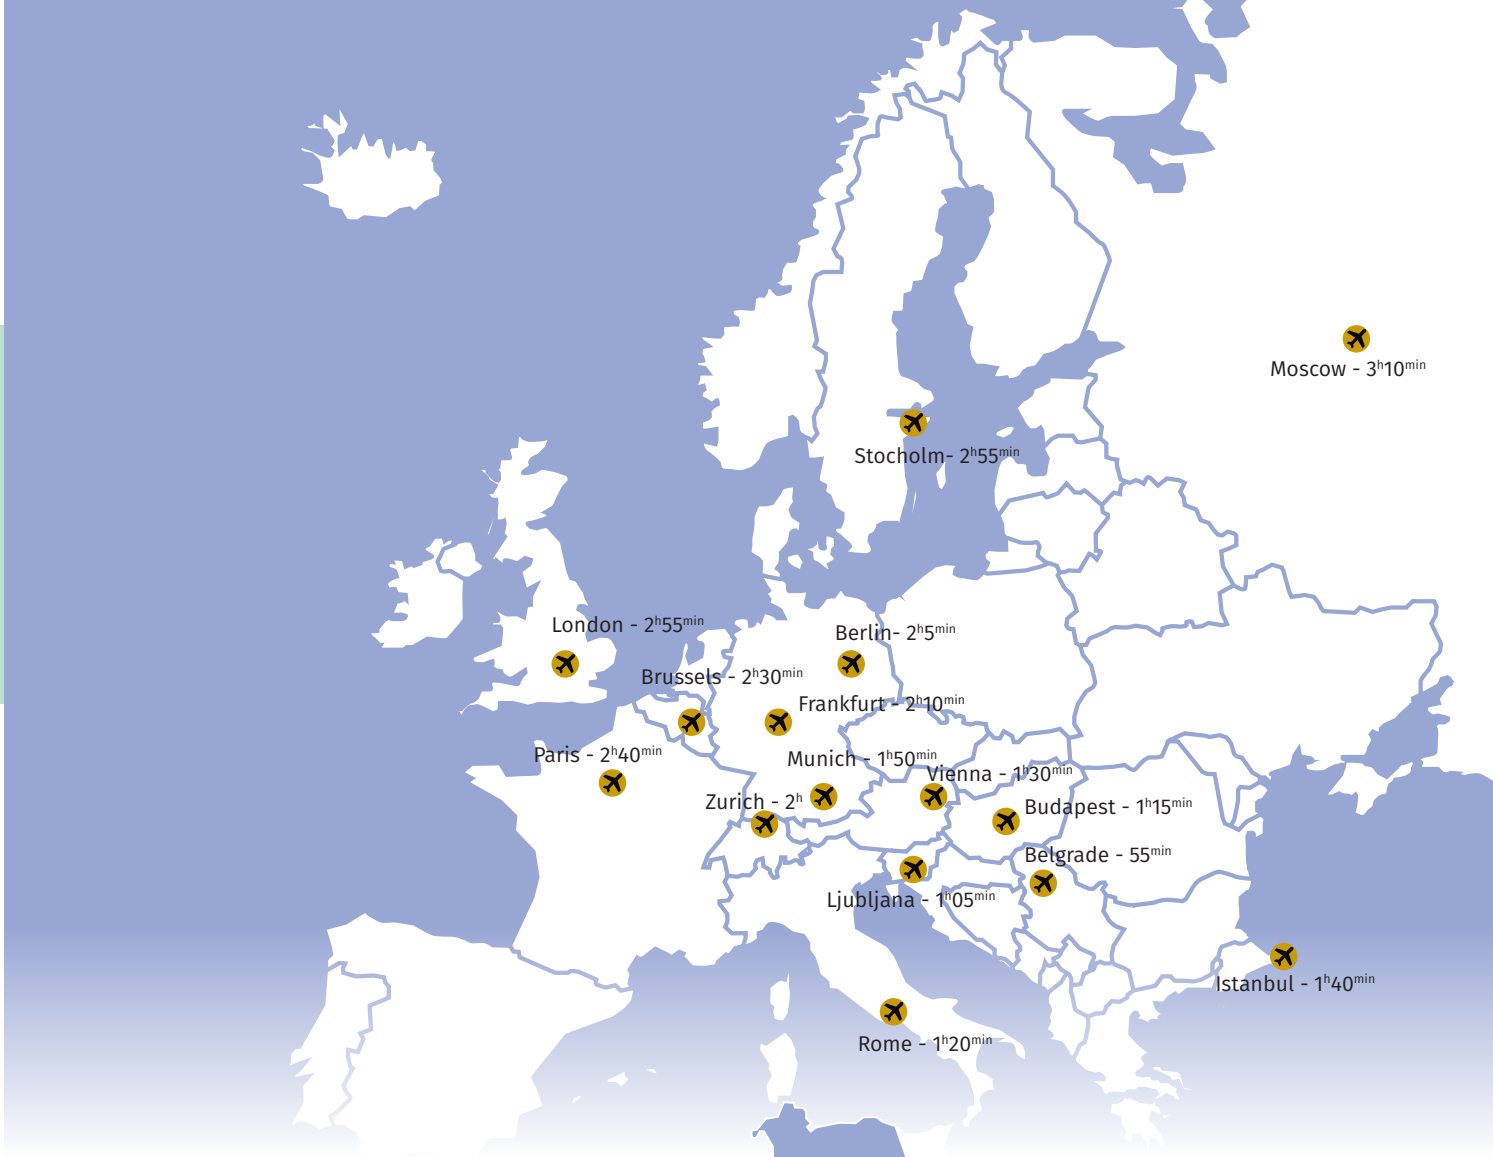 Moscow - 3h10min
Stocholm- 2h55min
London - 2h55min
Berlin- 2h5min
Brussels - 2h30min
Frankfurt - 2h10min
Paris - 2h40min
Munich - 1h50min
Vienna - 1h30min
Zurich - 2h
Budapest - 1h15min
Belgrade - 55min
Ljubljana - 1h05min
Istanbul - 1h40min
Rome - 1h20min